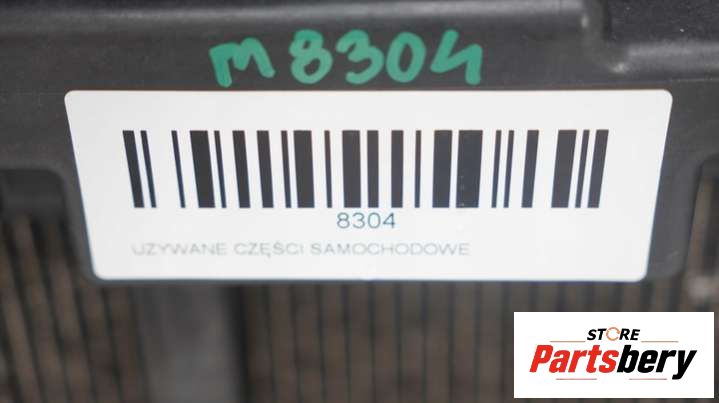 M8304
8304
UZYWANE CZĘŚCI SAMOCHODOWE
STORE
Partsbery